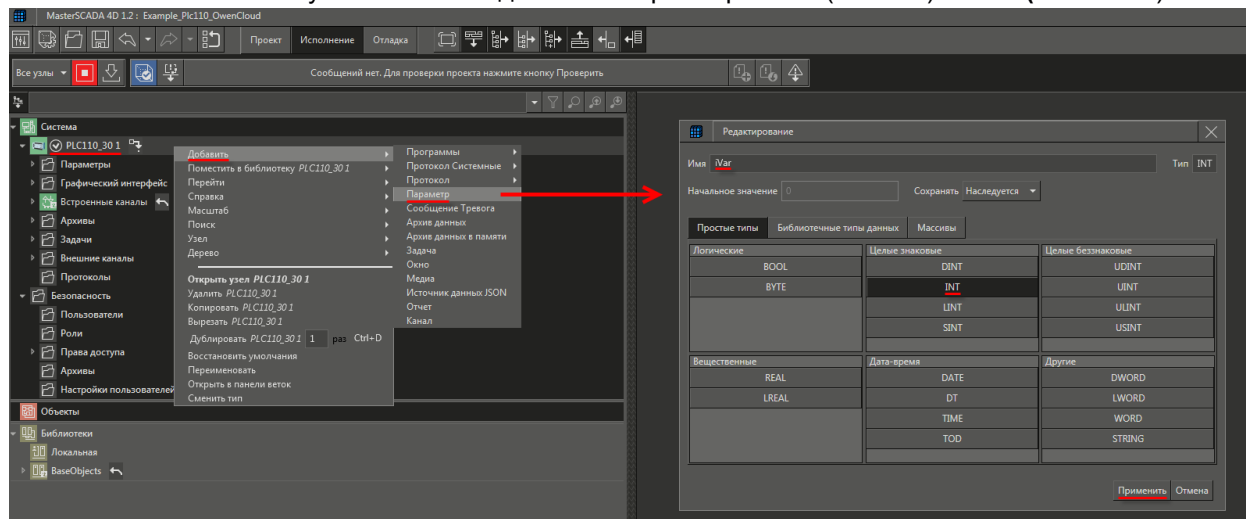 MasterSCADA 4D 1.2 : Example_Plc110_OwenCloud
Проект Исполнение Отладка
Все узлы Сообщений нет. Для проверки проекта нажмите кнопку Проверить
Система
PLC110_30 1
Параметры
Графический интерфейс
Встроенные каналы
Архивы
Задачи
Внешние каналы
Протоколы
Безопасность
Пользователи
Роли
Права доступа
Архивы
Настройки пользователей
Объекты
Библиотеки
Локальная
BaseObjects
Добавить
Поместить в библиотеку PLC110_30 1
Перейти
Справка
Масштаб
Поиск
Узел
Дерево
Открыть узел PLC110_30 1
Удалить PLC110_30 1
Копировать PLC110_30 1
Вырезать PLC110_30 1
Дублировать PLC110_30 1 1 раз Ctrl+D
Восстановить умолчания
Переименовать
Открыть в панели веток
Сменить тип
Программы
Протокол Системные
Протокол
Параметр
Сообщение Тревога
Архив данных
Архив данных в памяти
Задача
Окно
Медиа
Источник данных JSON
Отчет
Канал
Редактирование
Имя iVar Тип INT
Начальное значение 0 Сохранять Наследуется
Простые типы Библиотечные типы данных Массивы
Логические Целые знаковые Целые беззнаковые
BOOL DINT UDINT
BYTE INT UINT
LINT ULINT
SINT USINT
Вещественные Дата-время Другие
REAL DATE DWORD
LREAL DT LWORD
TIME WORD
TOD STRING
Применить Отмена